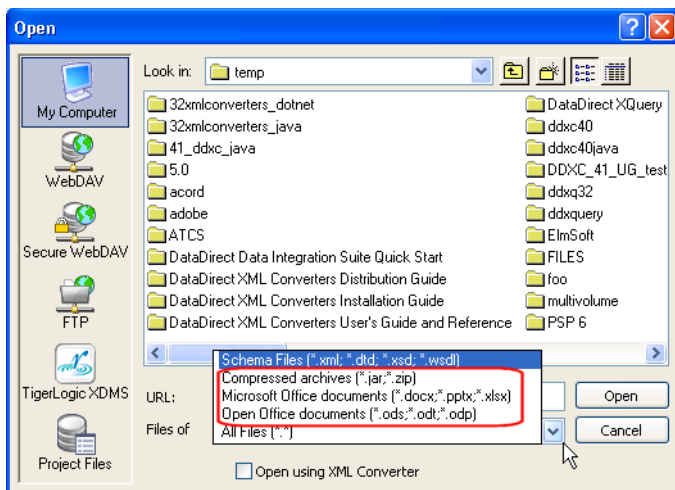 Open
Look in: temp
My Computer
WebDAV
Secure WebDAV
FTP
TigerLogic XDMS
Project Files
32xmlconverters_dotnet
32xmlconverters_java
41_ddxc_java
5.0
acord
adobe
ATCS
DataDirect Data Integration Suite Quick Start
DataDirect XML Converters Distribution Guide
DataDirect XML Converters Installation Guide
DataDirect XML Converters User's Guide and Reference
DataDirect XQuery
ddxc40
ddxc40java
DDXC_41_UG_test
ddxq32
ddxquery
ElmSoft
FILES
foo
multivolume
PSP 6
Schema Files (*.xml; *.dtd; *.xsd; *.wsdl)
Compressed archives (*.jar;*.zip)
Microsoft Office documents (*.docx;*.pptx;*.xlsx)
Open Office documents (*.ods;*.odt;*.odp)
All Files (*.*)
URL:
Open
Files of
Cancel
Open using XML Converter